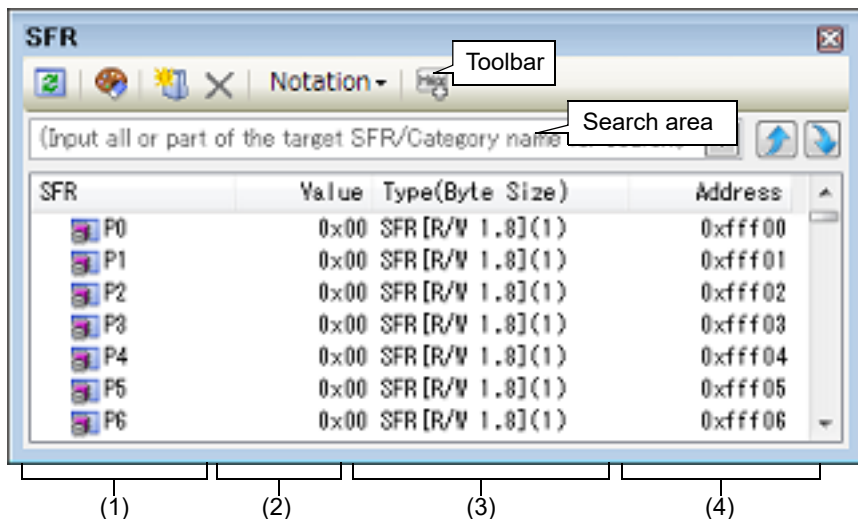 SFR
Toolbar
Notation
Search area
(Input all or part of the target SFR/Category name
SFR Value Type(Byte Size) Address
P0 0x00 SFR[R/W 1.8](1) 0xfff00
P1 0x00 SFR[R/W 1.8](1) 0xfff01
P2 0x00 SFR[R/W 1.8](1) 0xfff02
P3 0x00 SFR[R/W 1.8](1) 0xfff03
P4 0x00 SFR[R/W 1.8](1) 0xfff04
P5 0x00 SFR[R/W 1.8](1) 0xfff05
P6 0x00 SFR[R/W 1.8](1) 0xfff06
(1) (2) (3) (4)